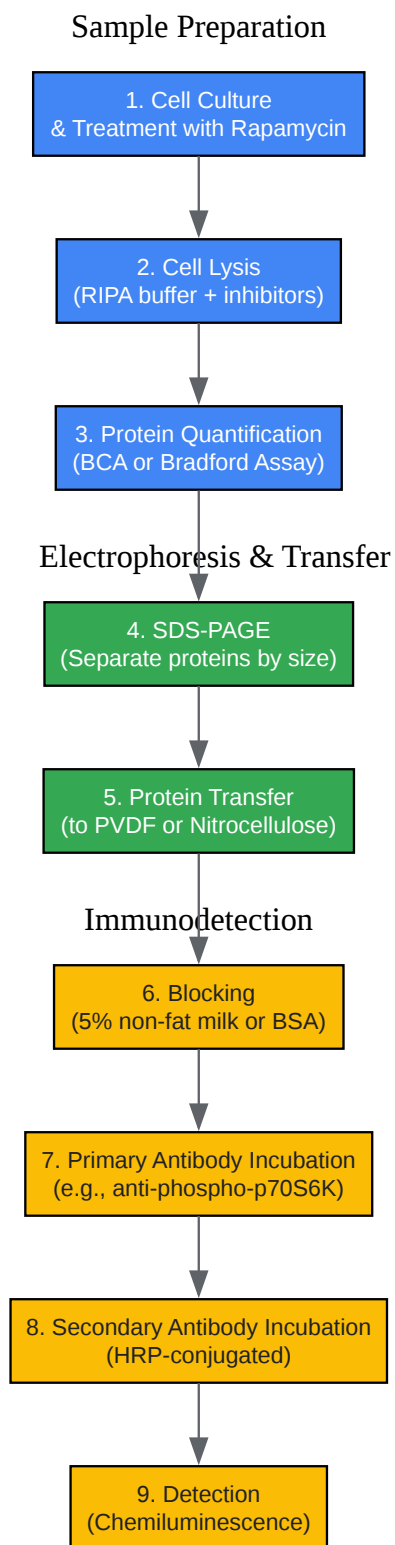 Sample Preparation
1. Cell Culture
& Treatment with Rapamycin
2. Cell Lysis
(RIPA buffer + inhibitors)
3. Protein Quantification
(BCA or Bradford Assay)
Electrophoresis & Transfer
4. SDS-PAGE
(Separate proteins by size)
5. Protein Transfer
(to PVDF or Nitrocellulose)
Immunodetection
6. Blocking
(5% non-fat milk or BSA)
7. Primary Antibody Incubation
(e.g., anti-phospho-p70S6K)
8. Secondary Antibody Incubation
(HRP-conjugated)
9. Detection
(Chemiluminescence)